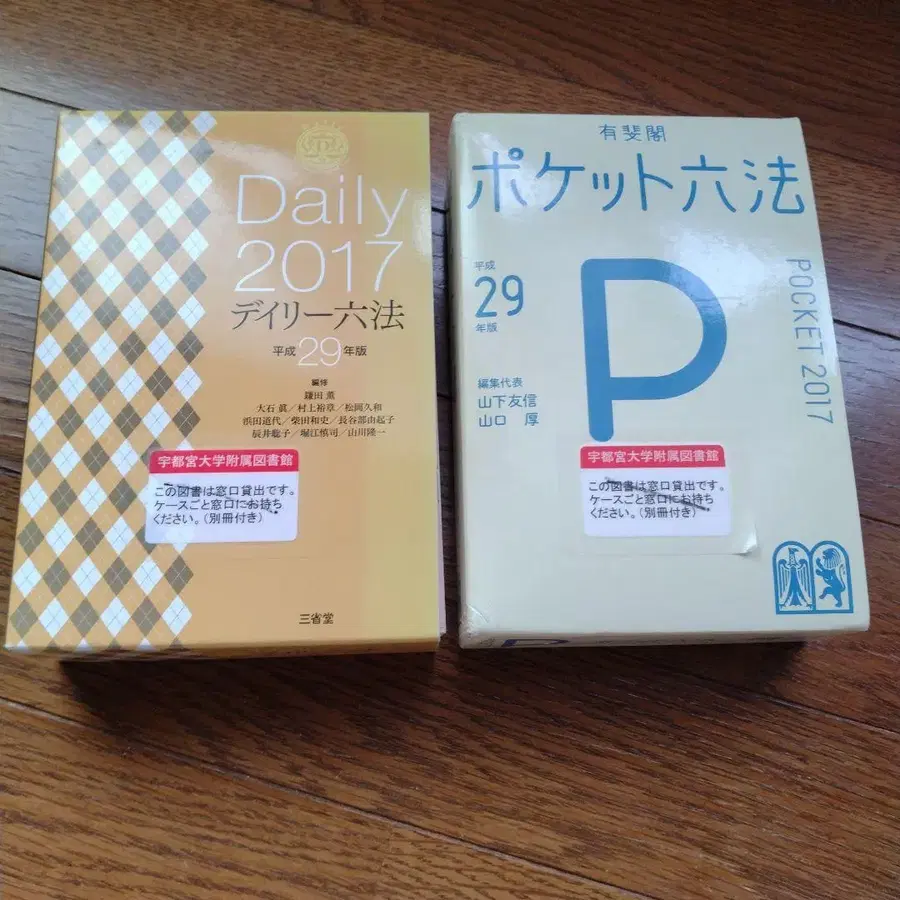 Daily
2017
デイリー六法
平成29年版
編修
鎌田 薫
大石 眞/村上裕章/松岡久和
浜田道代/柴田和史/長谷部由起子
辰井聡子/堀江慎司/山川隆一
宇都宮大学附属図書館
この図書は窓口貸出です。
ケースごと窓口にお持ち
ください。(別冊付き)
三省堂
有斐閣
ポケット六法
平成
29
年版
P
POCKET 2017
編集代表
山下友信
山口 厚
宇都宮大学附属図書館
この図書は窓口貸出です。
ケースごと窓口にお持ち
ください。(別冊付き)
P